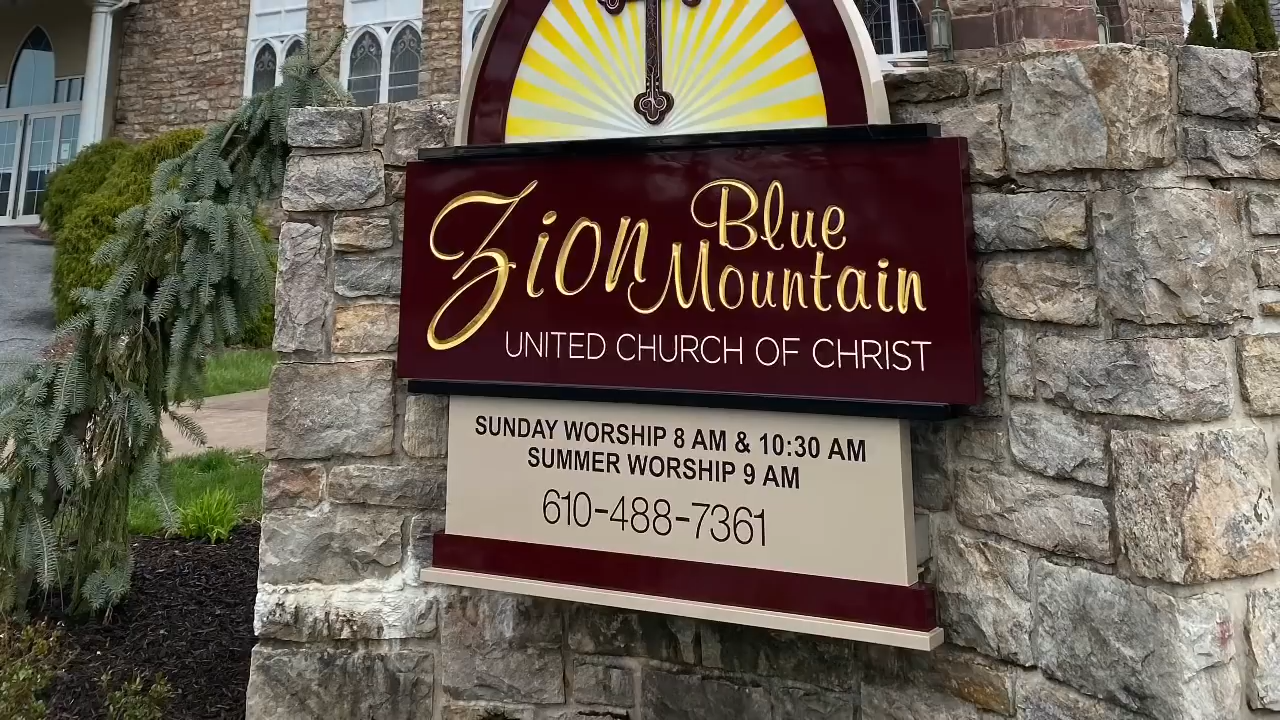 Zion Blue
Mountain
UNITED CHURCH OF CHRIST
SUNDAY WORSHIP 8 AM & 10:30 AM
SUMMER WORSHIP 9 AM
610-488-7361